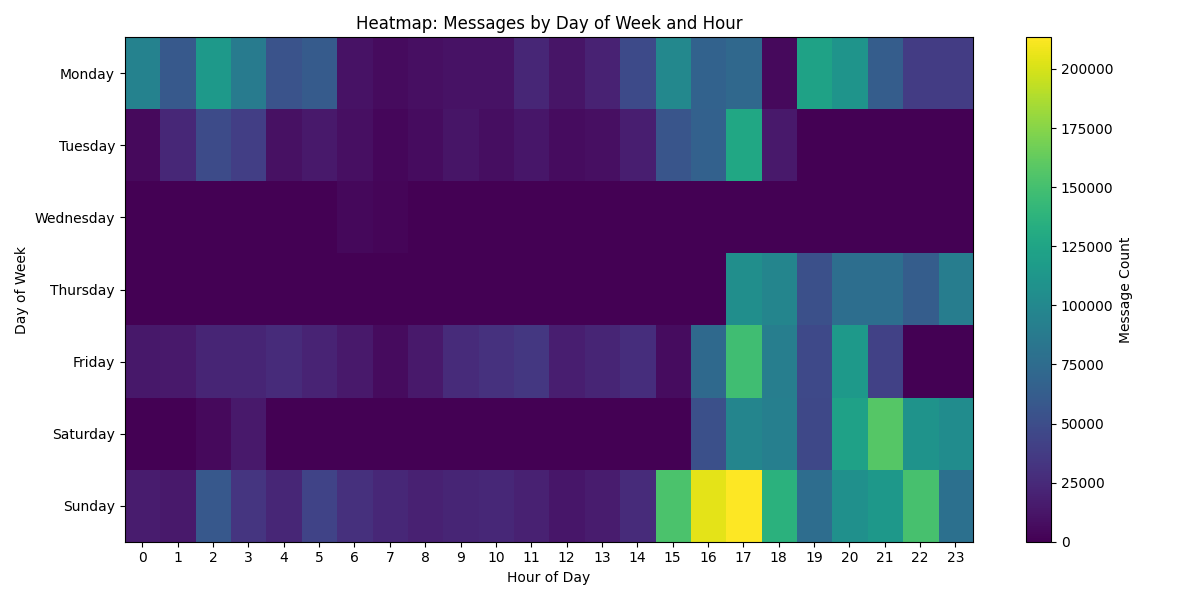 Heatmap: Messages by Day of Week and Hour
Day of Week
Monday
Tuesday
Wednesday
Thursday
Friday
Saturday
Sunday
0 1 2 3 4 5 6 7 8 9 10 11 12 13 14 15 16 17 18 19 20 21 22 23
Hour of Day
200000
175000
150000
125000
100000
75000
50000
25000
0
Message Count